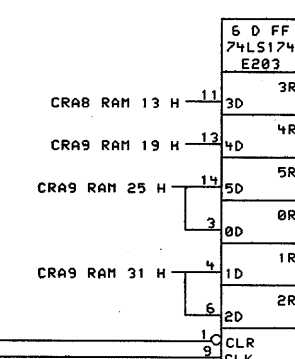 6 D FF
74LS174
E203
3R
CRA8 RAM 13 H 11 3D
4R
CRA9 RAM 19 H 13 4D
5R
CRA9 RAM 25 H 14 5D
0R
3 0D
1R
CRA9 RAM 31 H 4 1D
2R
6 2D
1 CLR
9 CLK